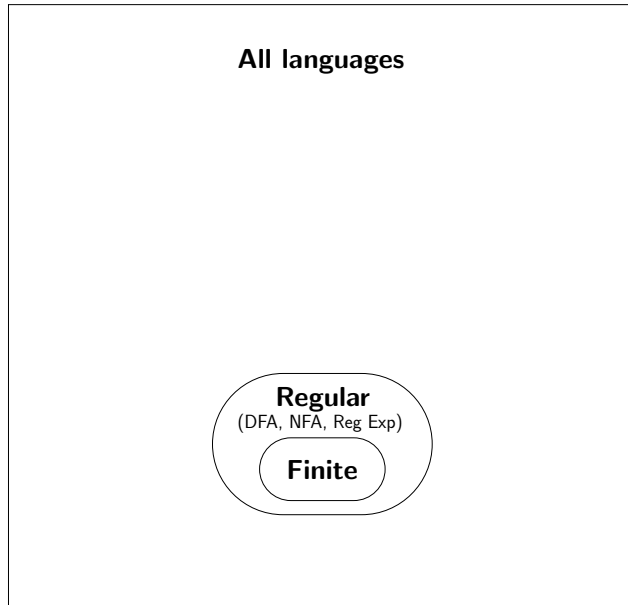 All languages
Regular
(DFA, NFA, Reg Exp)
Finite